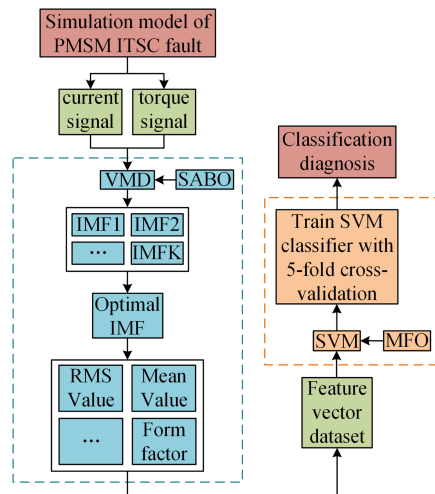 Simulation model of
PMSM ITSC fault
current
signal
torque
signal
VMD
SABO
IMF1
IMF2
...
IMFK
Optimal
IMF
RMS
Value
Mean
Value
...
Form
factor
Classification
diagnosis
Train SVM
classifier with
5-fold cross-
validation
SVM
MFO
Feature
vector
dataset